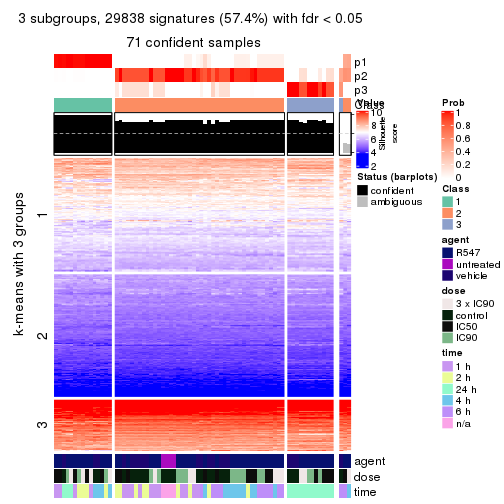 3 subgroups, 29838 signatures (57.4%) with fdr < 0.05
71 confident samples
p1
p2
p3
Class
Silhouette
score
k-means with 3 groups
1
2
3
agent
dose
time
Value
10
8
6
4
2
Status (barplots)
confident
ambiguous
Prob
1
0.8
0.6
0.4
0.2
0
Class
1
2
3
agent
R547
untreated
vehicle
dose
3 x IC90
control
IC50
IC90
time
1 h
2 h
24 h
4 h
6 h
n/a